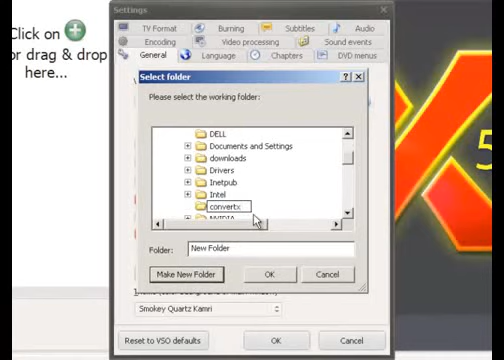 Click on
or drag & drop
here...
Settings
TV Format
Burning
Subtitles
Audio
Encoding
Video processing
Sound events
General
Language
Chapters
DVD menus
Select folder
Please select the working folder:
DELL
Documents and Settings
downloads
Drivers
Inetpub
Intel
convertx
NVIDIA
Folder:
New Folder
Make New Folder
OK
Cancel
Smokey Quartz Kamri
Reset to VSO defaults
OK
Cancel
5